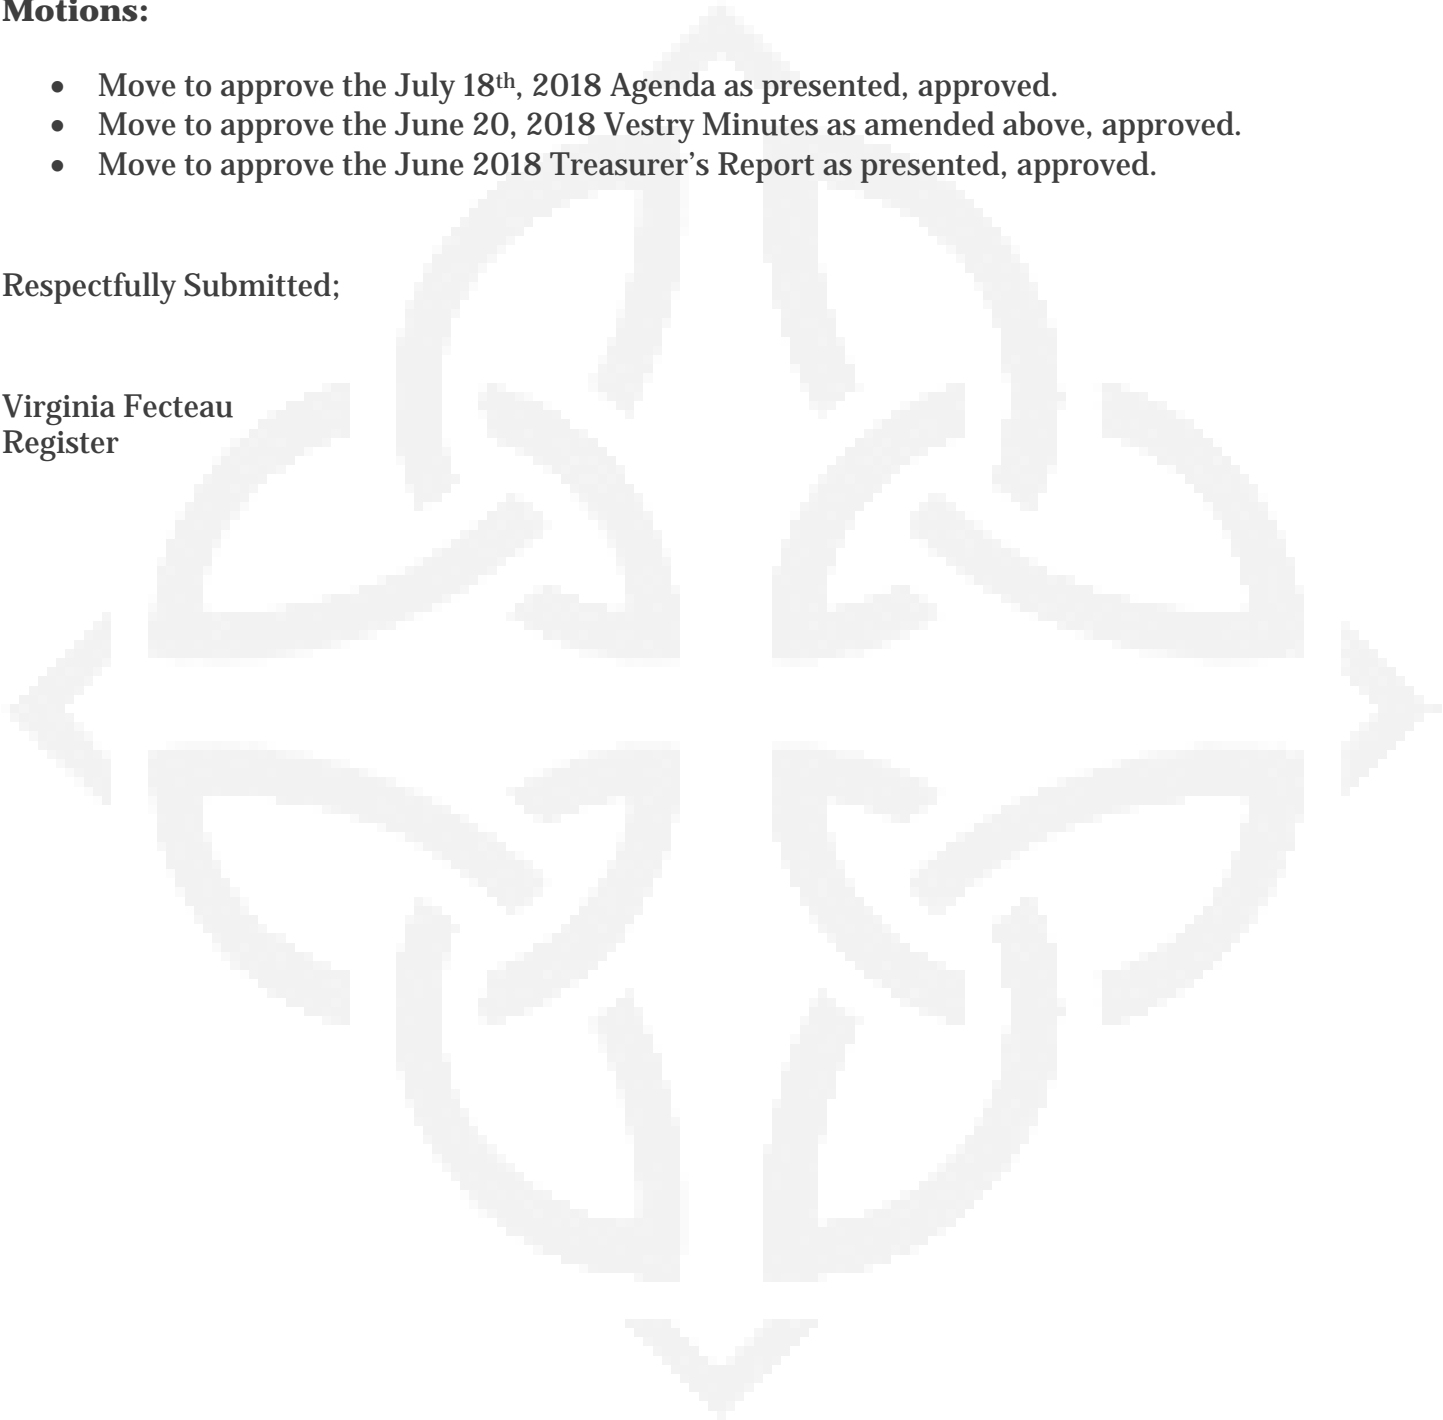 Motions:
• Move to approve the July 18th, 2018 Agenda as presented, approved.
• Move to approve the June 20, 2018 Vestry Minutes as amended above, approved.
• Move to approve the June 2018 Treasurer’s Report as presented, approved.
Respectfully Submitted;
Virginia Fecteau
Register